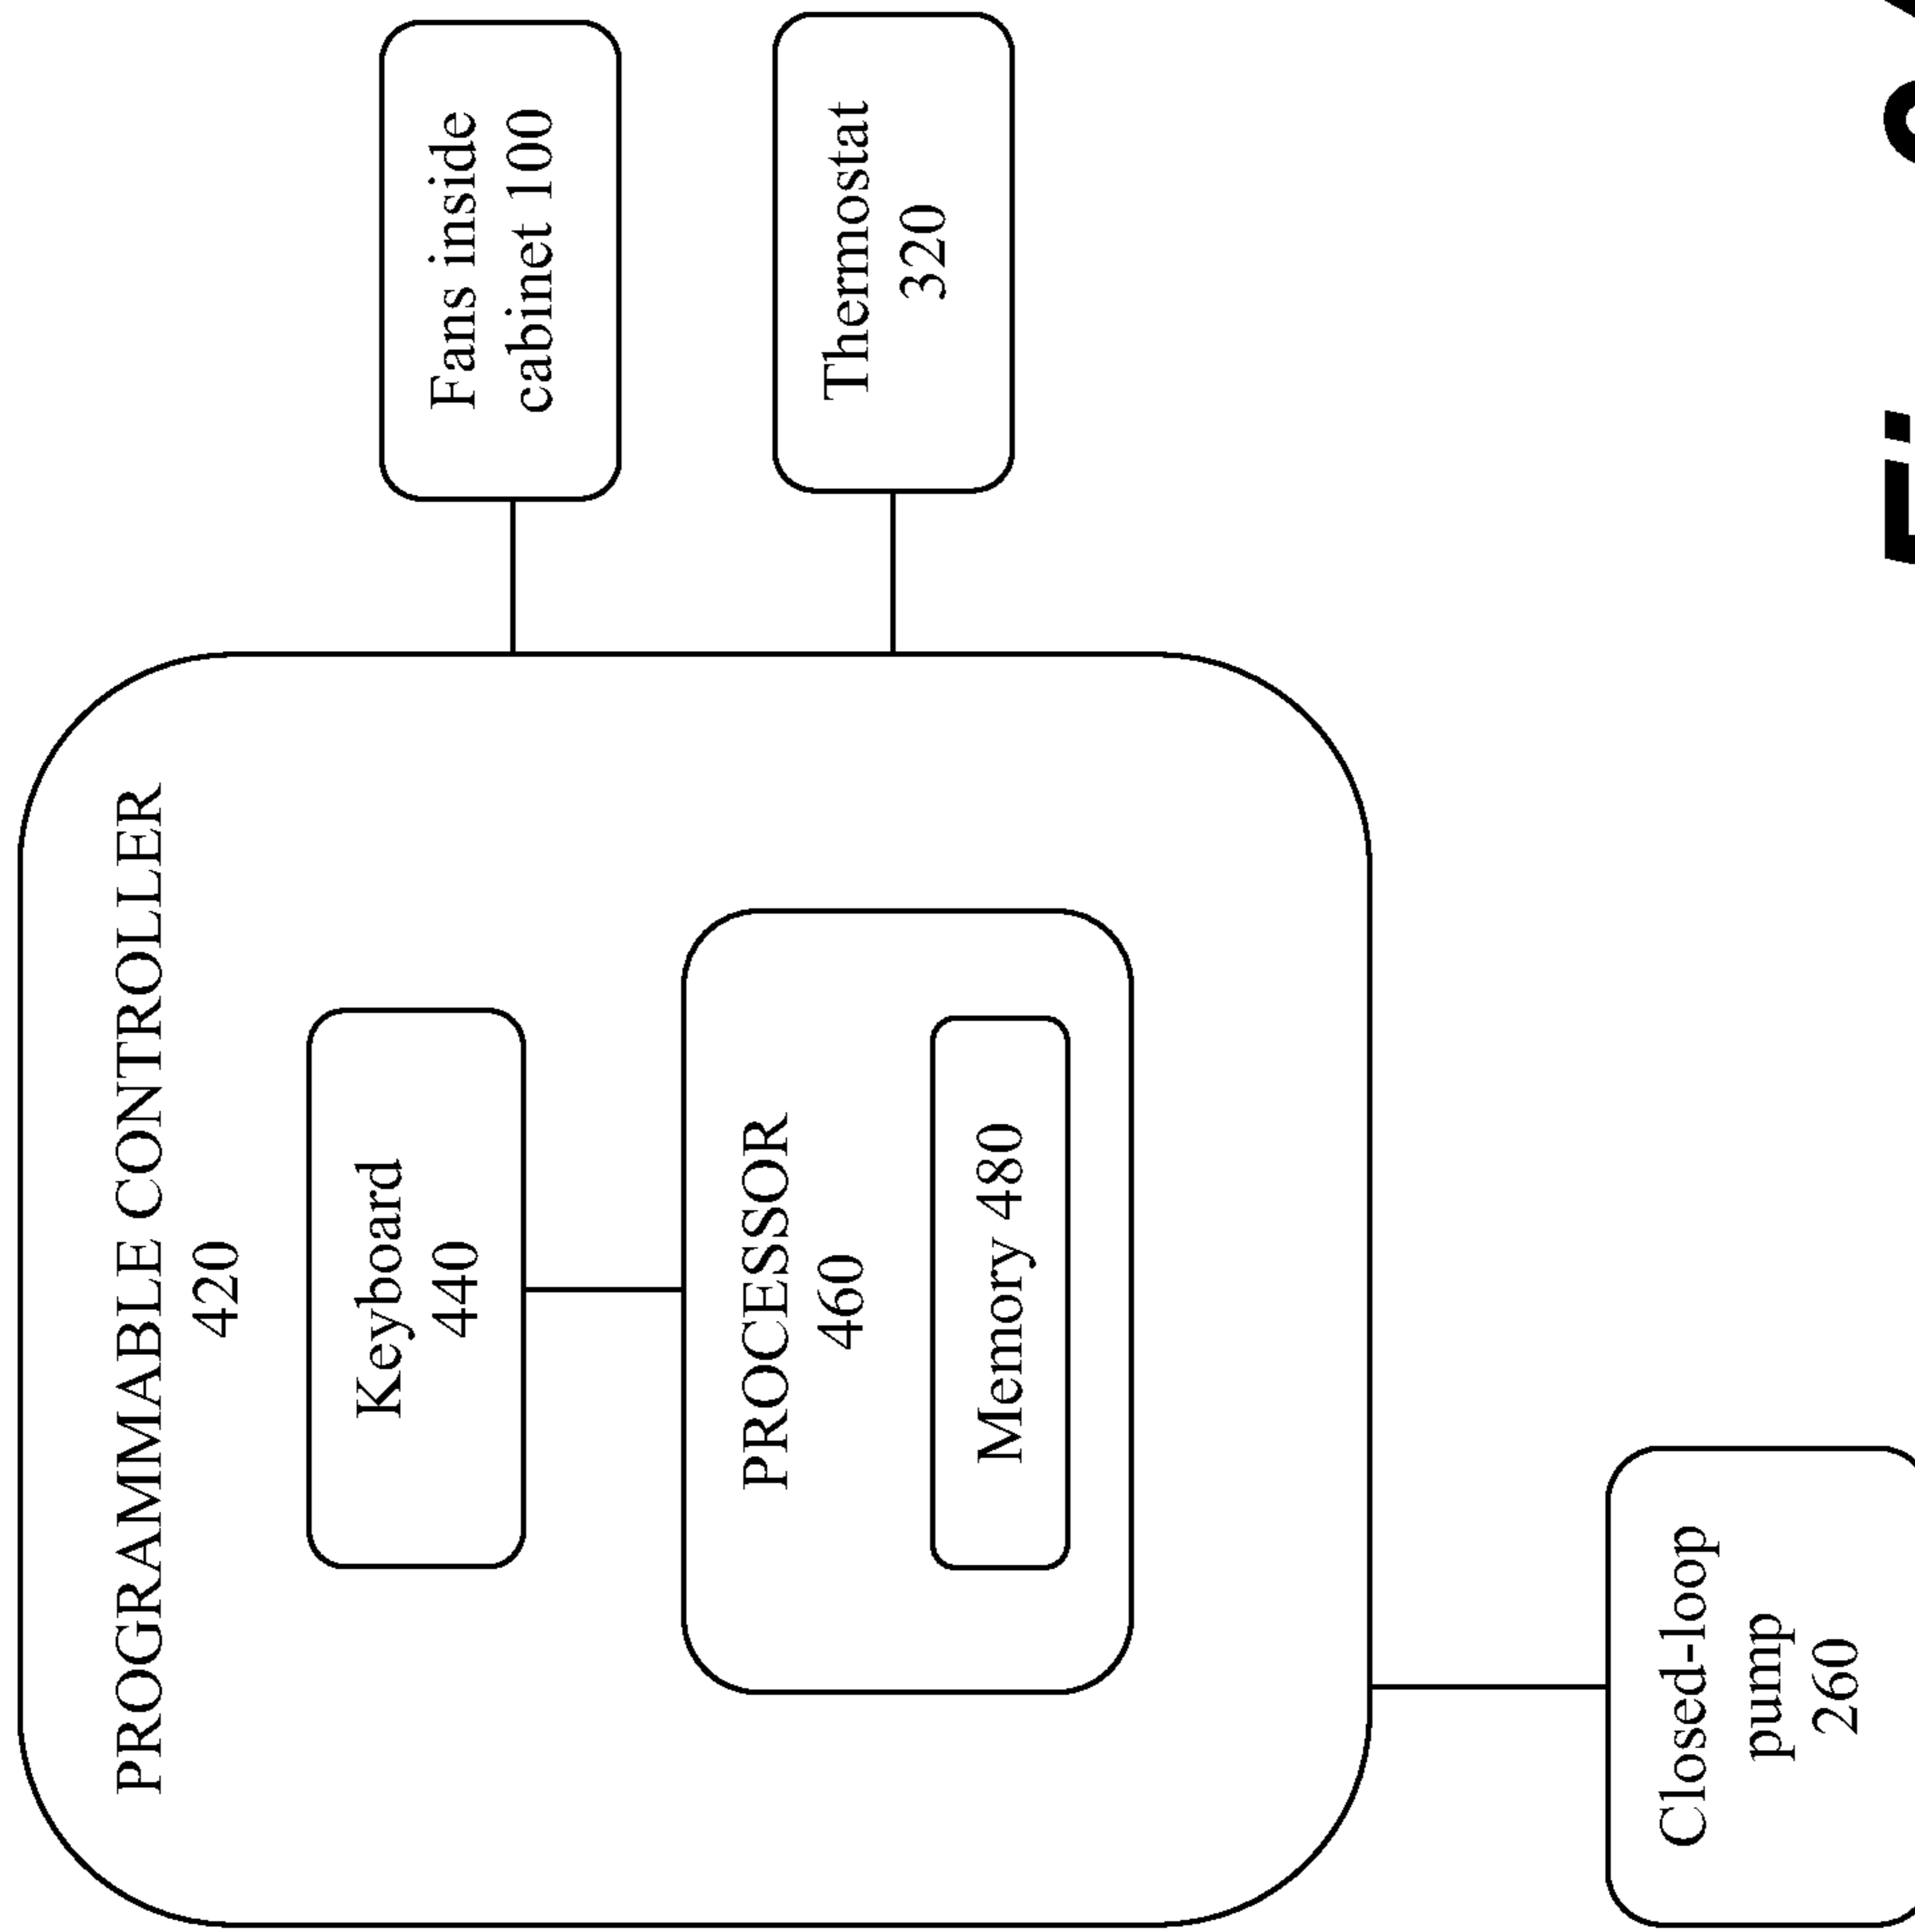 PROGRAMMABLE CONTROLLER
420
Keyboard
440
PROCESSOR
460
Memory 480
Fans inside
cabinet 100
Thermostat
320
Closed-loop
pump
260